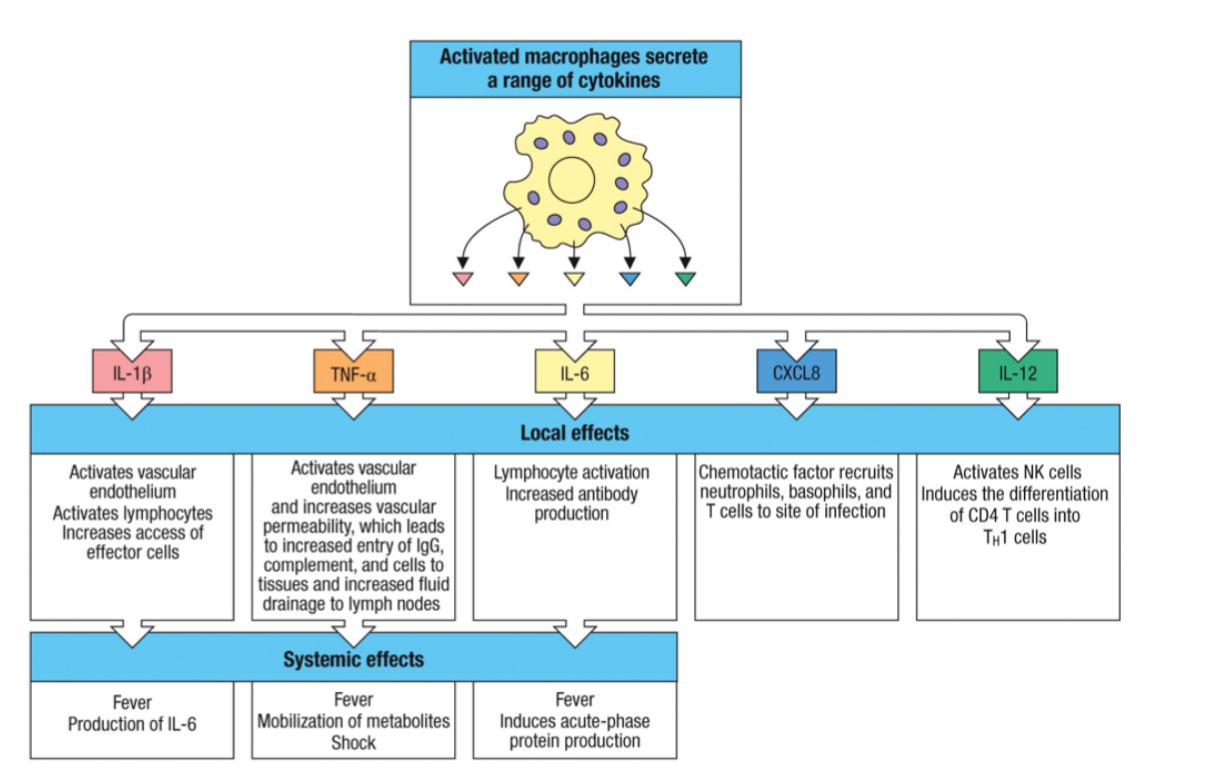 Activated macrophages secrete
a range of cytokines
IL-1β
TNF-α
IL-6
CXCL8
IL-12
Local effects
Activates vascular
endothelium
Activates lymphocytes
Increases access of
effector cells
Activates vascular
endothelium
and increases vascular
permeability, which leads
to increased entry of IgG,
complement, and cells to
tissues and increased fluid
drainage to lymph nodes
Lymphocyte activation
Increased antibody
production
Chemotactic factor recruits
neutrophils, basophils, and
T cells to site of infection
Activates NK cells
Induces the differentiation
of CD4 T cells into
TH1 cells
Systemic effects
Fever
Production of IL-6
Fever
Mobilization of metabolites
Shock
Fever
Induces acute-phase
protein production